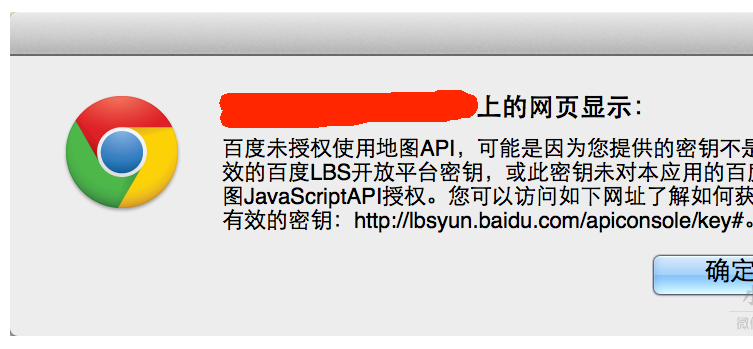 上的网页显示：
百度未授权使用地图API，可能是因为您提供的密钥不是
效的百度LBS开放平台密钥，或此密钥未对本应用的百度
图JavaScriptAPI授权。您可以访问如下网址了解如何获
有效的密钥：http://lbsyun.baidu.com/apiconsole/key#。
确定